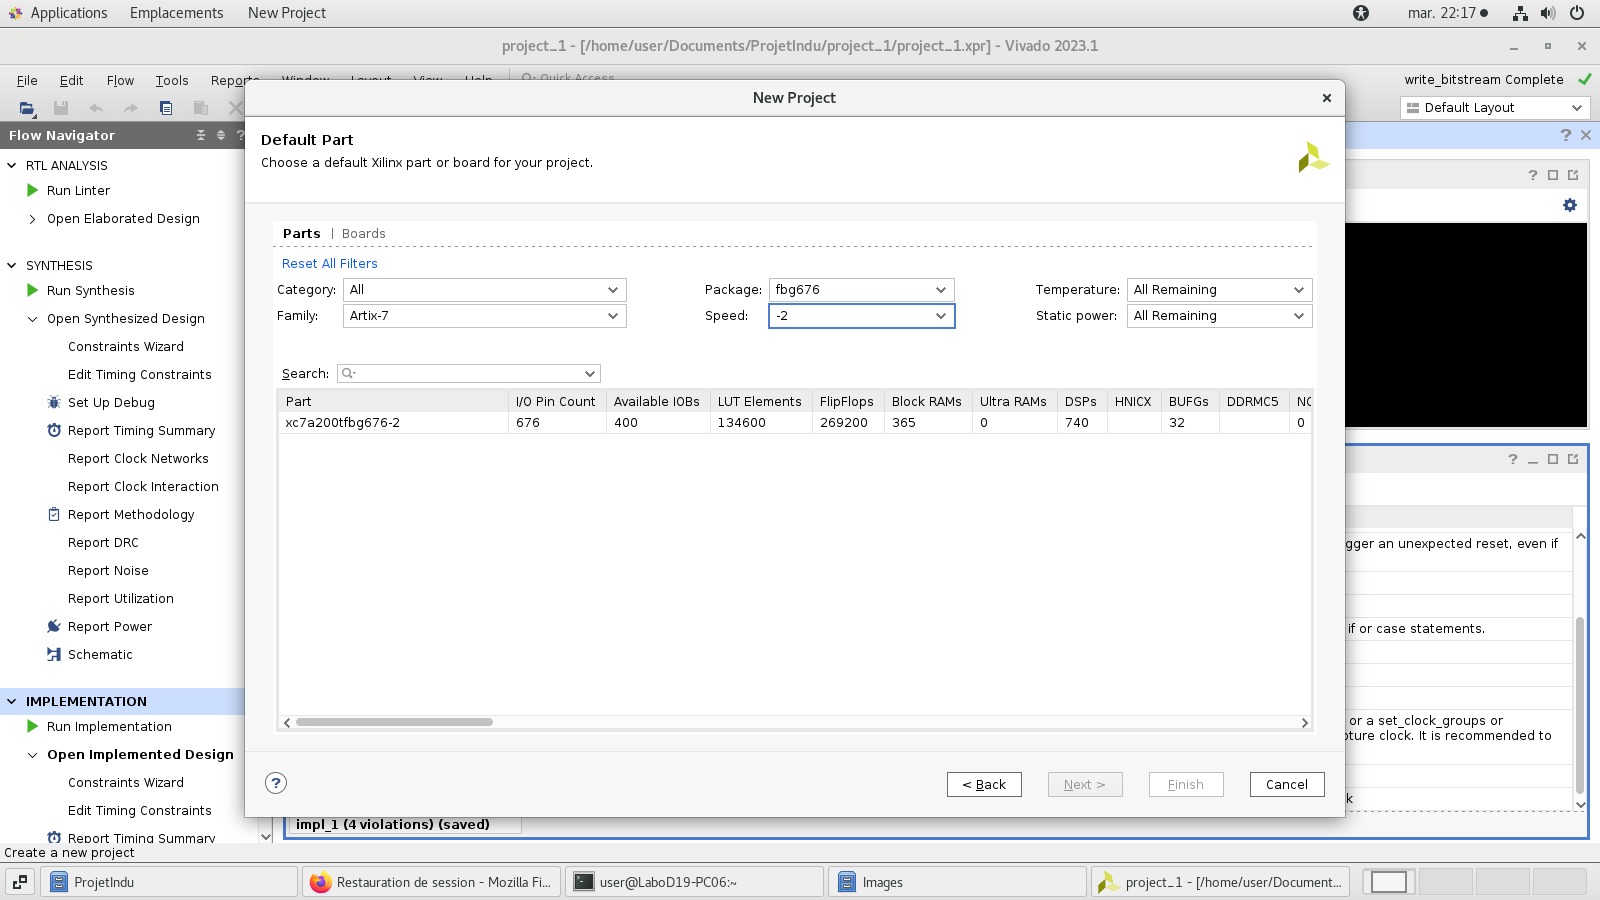 Applications Emplacements New Project mar. 22:17
project_1 - [/home/user/Documents/ProjetIndu/project_1/project_1.xpr] - Vivado 2023.1
File Edit Flow Tools Reports Window Layout View Help Quick Access write_bitstream Complete
Default Layout
Flow Navigator ?
RTL ANALYSIS
Run Linter
Open Elaborated Design
SYNTHESIS
Run Synthesis
Open Synthesized Design
Constraints Wizard
Edit Timing Constraints
Set Up Debug
Report Timing Summary
Report Clock Networks
Report Clock Interaction
Report Methodology
Report DRC
Report Noise
Report Utilization
Report Power
Schematic
IMPLEMENTATION
Run Implementation
Open Implemented Design
Constraints Wizard
Edit Timing Constraints
Report Timing Summary
New Project
Default Part
Choose a default Xilinx part or board for your project.
Parts | Boards
Reset All Filters
Category: All Package: fbg676 Temperature: All Remaining
Family: Artix-7 Speed: -2 Static power: All Remaining
Search:
Part I/O Pin Count Available IOBs LUT Elements FlipFlops Block RAMs Ultra RAMs DSPs HNICX BUFGs DDRMC5
xc7a200tfbg676-2 676 400 134600 269200 365 0 740 32 0
? < Back Next > Finish Cancel
gger an unexpected reset, even if
if or case statements.
or a set_clock_groups or
ture clock. It is recommended to
k
impl_1 (4 violations) (saved)
Create a new project
ProjetIndu Restauration de session - Mozilla Fi... user@LaboD19-PC06:~ Images project_1 - [/home/user/Document...